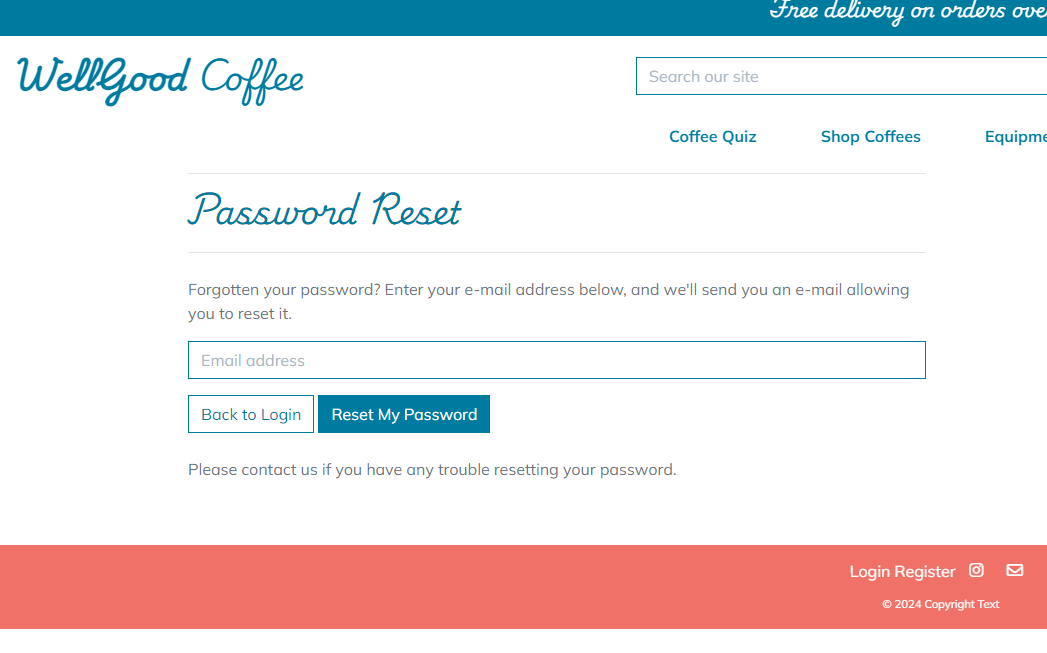 Free delivery on orders over
WellGood Coffee
Search our site
Coffee Quiz Shop Coffees Equipme
Password Reset
Forgotten your password? Enter your e-mail address below, and we'll send you an e-mail allowing
you to reset it.
Email address
Back to Login Reset My Password
Please contact us if you have any trouble resetting your password.
Login Register
© 2024 Copyright Text